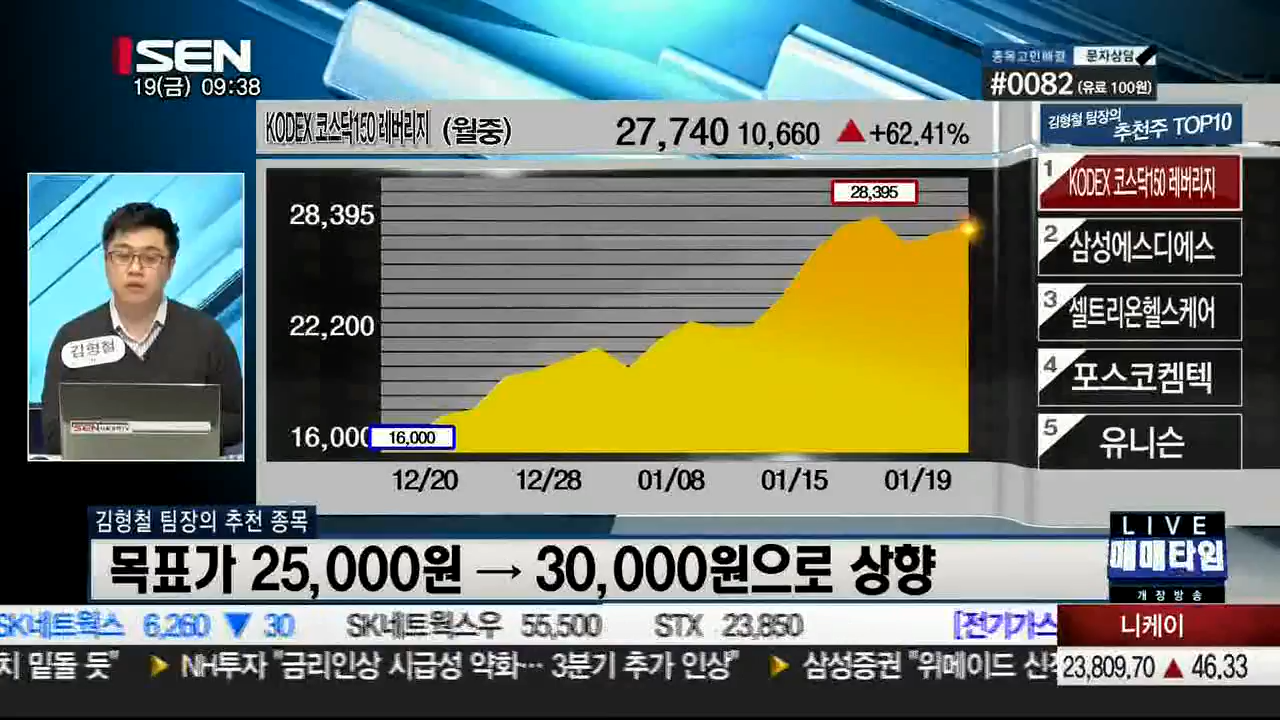 SEN
19(금) 09:38
종목고민해결 문자상담
#0082 (유료 100원)
KODEX 코스닥150 레버리지 (월중) 27,740 10,660 ▲ +62.41%
김형철 팀장의
추천주 TOP10
1 KODEX 코스닥150 레버리지
2 삼성에스디에스
3 셀트리온헬스케어
4 포스코켐텍
5 유니슨
28,395
28,395
22,200
16,000
16,000
12/20 12/28 01/08 01/15 01/19
김형철
SEN
김형철 팀장의 추천 종목
목표가 25,000원 → 30,000원으로 상향
LIVE
매매타임
개장방송
SK네트웍스 6,260 ▼ 30 SK네트웍스우 55,500 STX 23,850 [전기가스
니케이
치 밑돌 듯" ▶ NH투자 "금리인상 시급성 약화… 3분기 추가 인상" ▶ 삼성증권 "위메이드 신작
23,809.70 ▲ 46.33